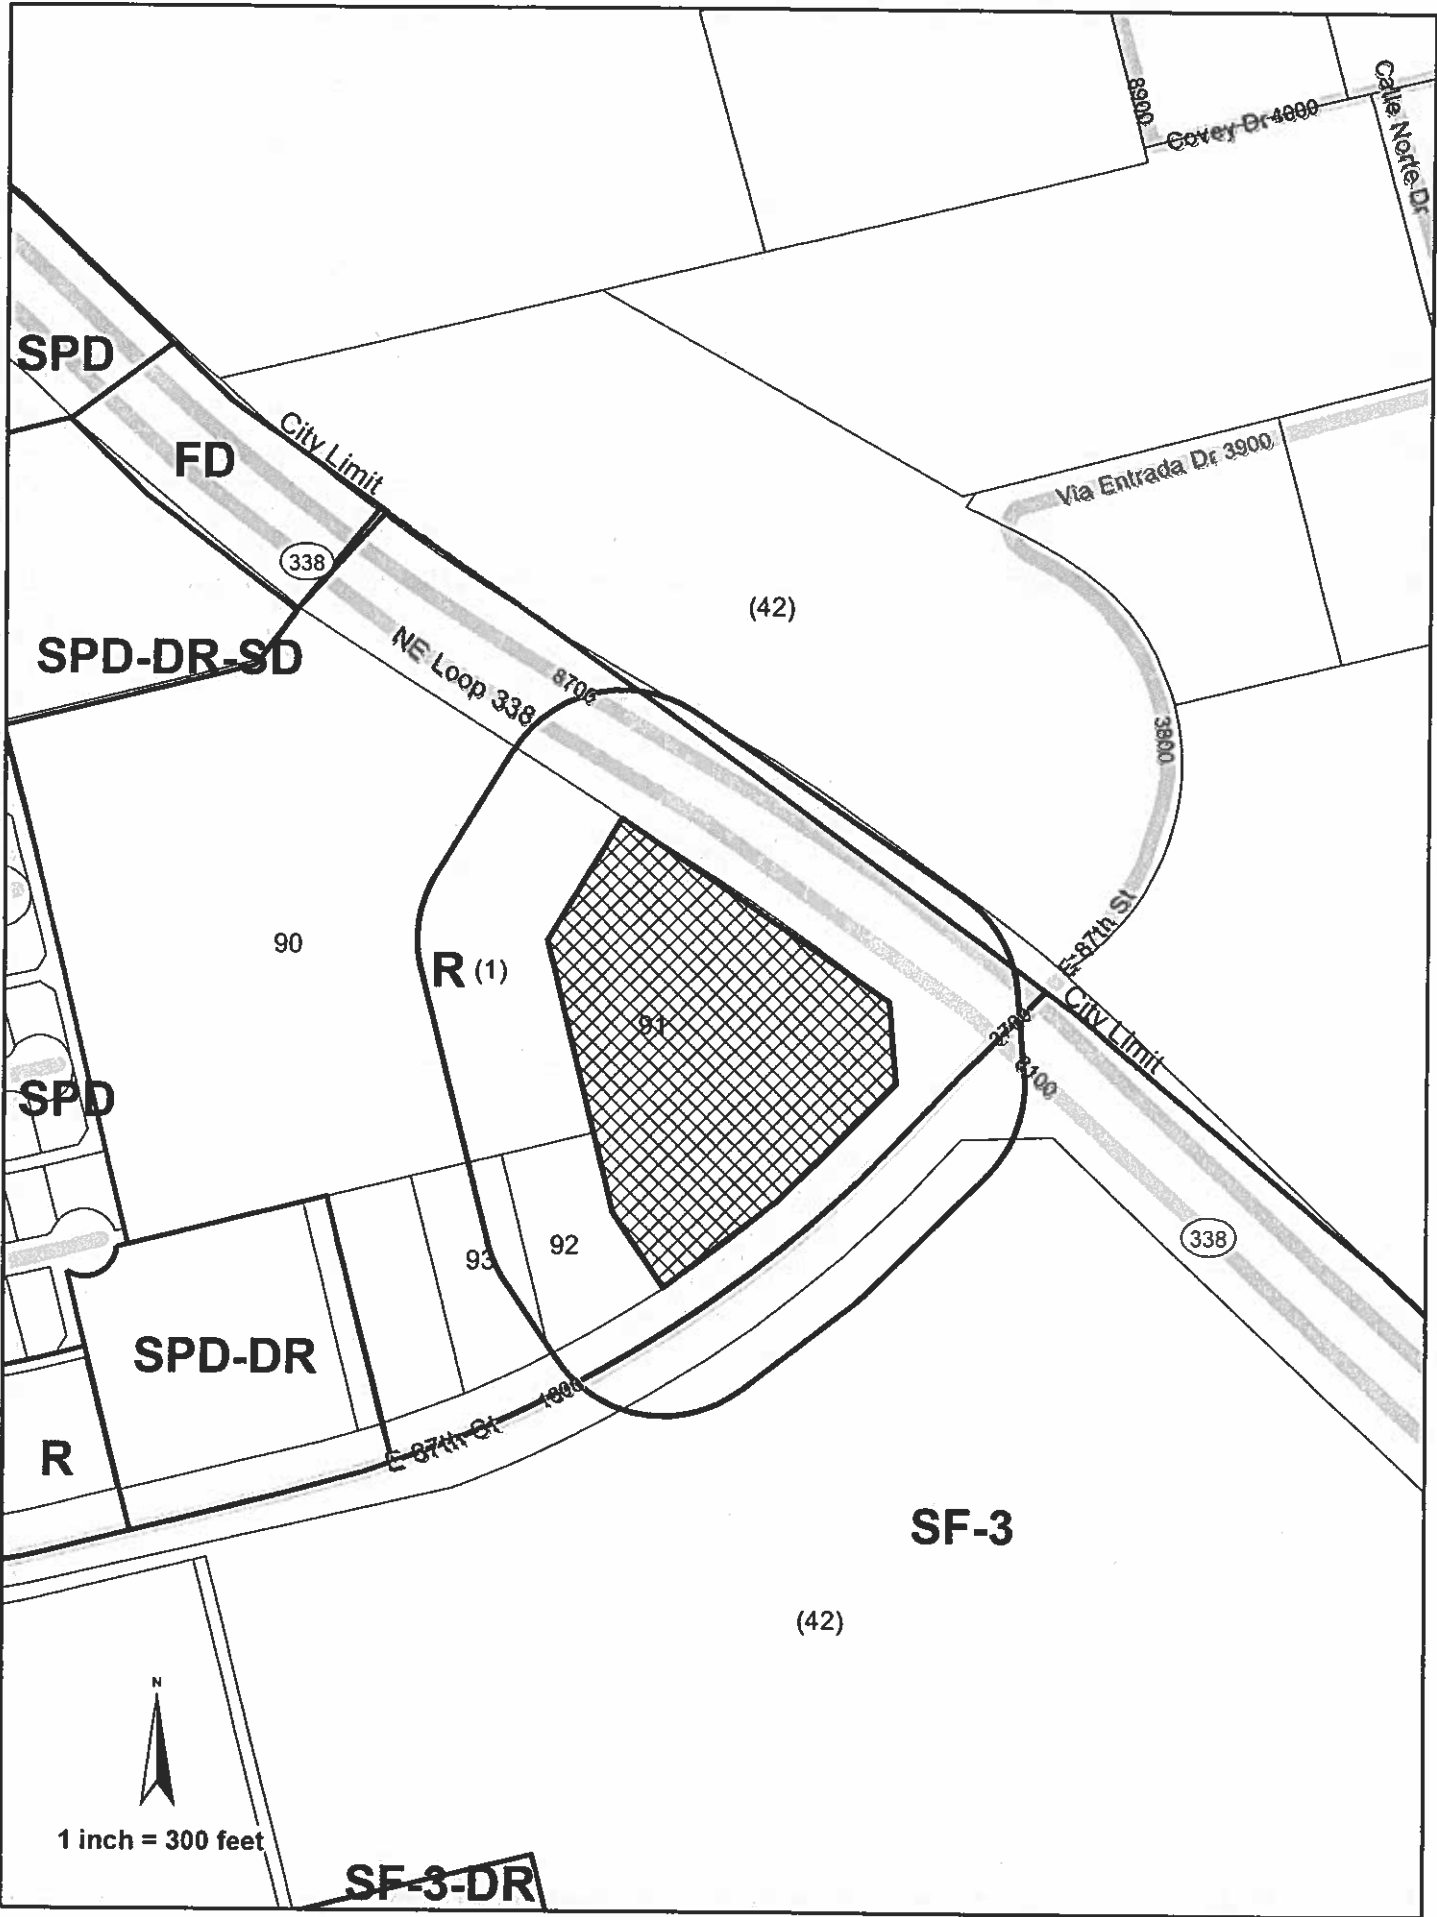 8900
Covey Dr 4000
Calle Norte Dr
SPD
FD
City Limit
Via Entrada Dr 3900
338
(42)
SPD-DR-SD
NE Loop 338
8700
3800
E 87th St
90
R (1)
91
City Limit
8100
SPD
93
92
338
SPD-DR
E 87th St
R
SF-3
(42)
N
1 inch = 300 feet
SF-3-DR